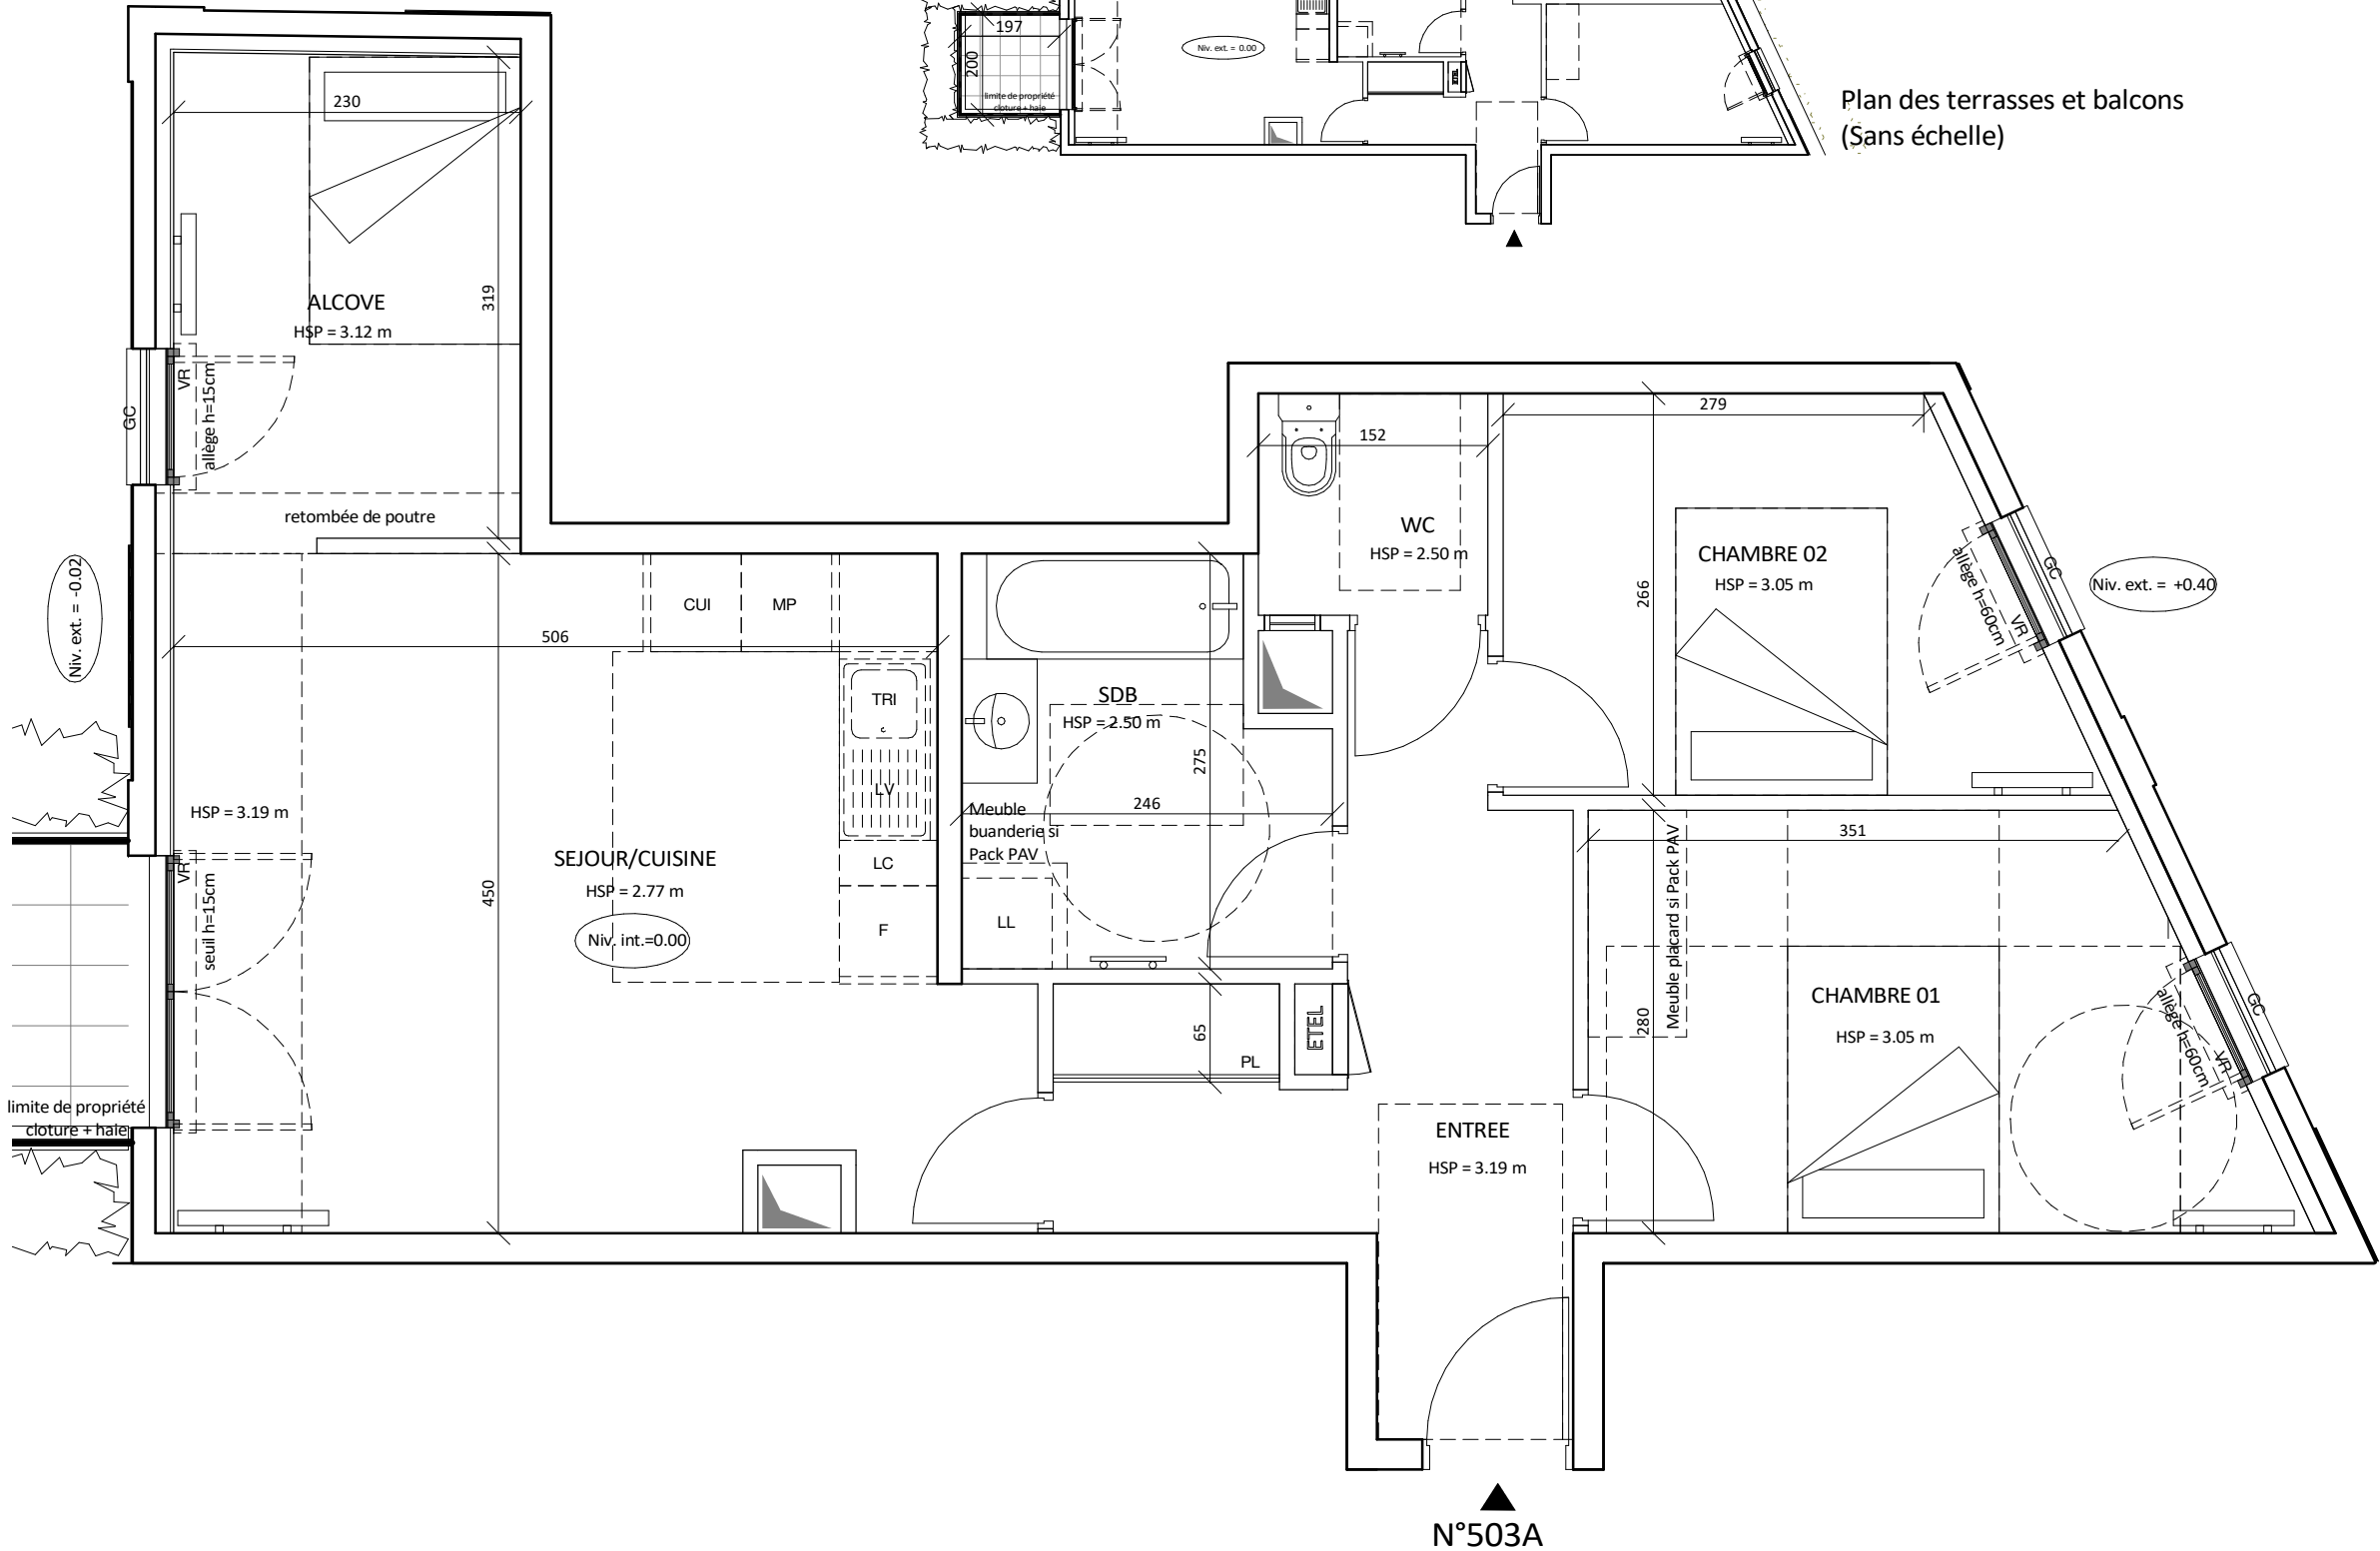 197
200
limite de propriété
cloture + haie
Niv. ext. = 0.00
ETEL
Plan des terrasses et balcons
(Sans échelle)
230
319
ALCOVE
HSP = 3.12 m
VR
allège h=15cm
GC
retombée de poutre
Niv. ext. = -0.02
506
CUI
MP
TRI
LV
LC
F
HSP = 3.19 m
SEJOUR/CUISINE
HSP = 2.77 m
Niv. int.=0.00
450
VR
seuil h=15cm
limite de propriété
cloture + haie
SDB
HSP = 2.50 m
275
246
Meuble
buanderie si
Pack PAV
LL
65
PL
ETEL
152
WC
HSP = 2.50 m
279
266
CHAMBRE 02
HSP = 3.05 m
allège h=60cm
VR
GC
Niv. ext. = +0.40
351
Meuble placard si Pack PAV
280
CHAMBRE 01
HSP = 3.05 m
allège h=60cm
VR
GC
ENTREE
HSP = 3.19 m
N°503A